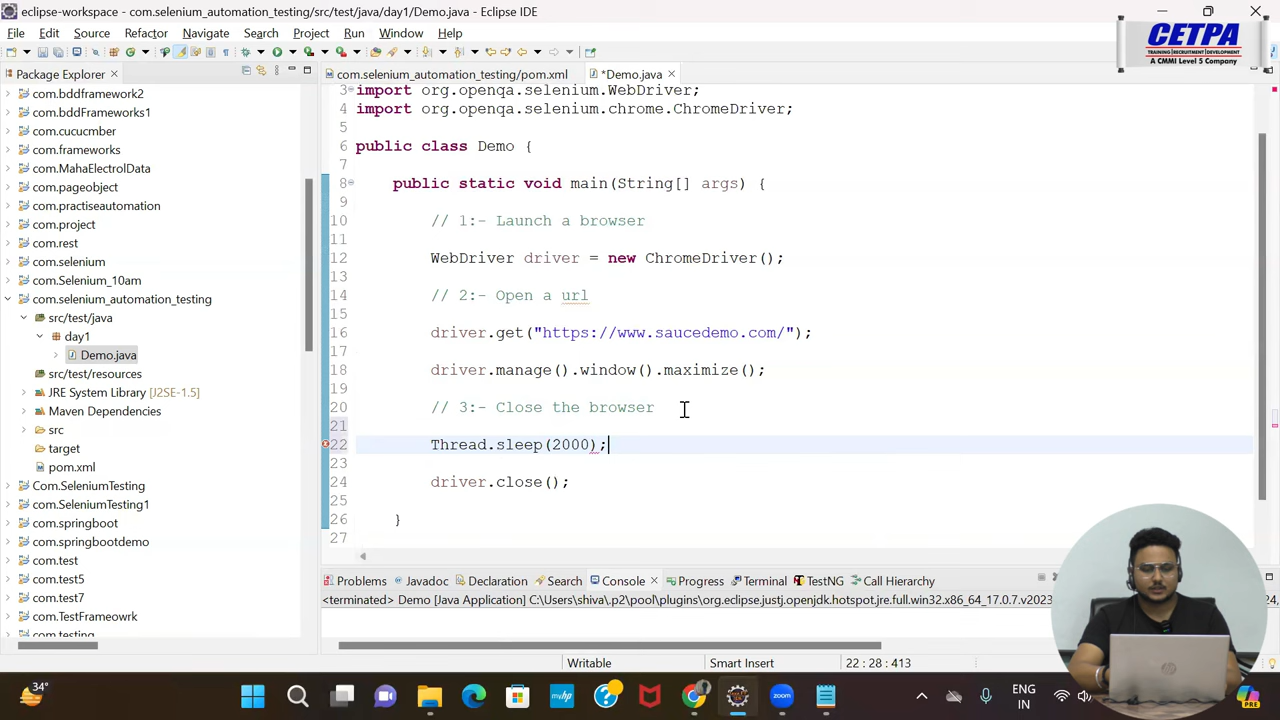 eclipse-workspace - com.selenium_automation_testing/src/test/java/day1/Demo.java - Eclipse IDE
File Edit Source Refactor Navigate Search Project Run Window Help
CETPA
TRAINING|RECRUITMENT|DEVELOPMENT
A CMMI Level 5 Company
Package Explorer
com.selenium_automation_testing/pom.xml
*Demo.java
com.bddframework2
com.bddFrameworks1
com.cucucmber
com.frameworks
com.MahaElectrolData
com.pageobject
com.practiseautomation
com.project
com.rest
com.selenium
com.Selenium_10am
com.selenium_automation_testing
src/test/java
day1
Demo.java
src/test/resources
JRE System Library [J2SE-1.5]
Maven Dependencies
src
target
pom.xml
Com.SeleniumTesting
com.SeleniumTesting1
com.springboot
com.springbootdemo
com.test
com.test5
com.test7
com.TestFrameowrk
com.testing
3 import org.openqa.selenium.WebDriver;
4 import org.openqa.selenium.chrome.ChromeDriver;
5
6 public class Demo {
7
8 public static void main(String[] args) {
9
10 // 1:- Launch a browser
11
12 WebDriver driver = new ChromeDriver();
13
14 // 2:- Open a url
15
16 driver.get("https://www.saucedemo.com/");
17
18 driver.manage().window().maximize();
19
20 // 3:- Close the browser
21
22 Thread.sleep(2000);
23
24 driver.close();
25
26 }
27
Problems Javadoc Declaration Search Console Progress Terminal TestNG Call Hierarchy
<terminated> Demo [Java Application] C:\Users\shiva\.p2\pool\plugins\org.eclipse.justj.openjdk.hotspot.jre.full.win32.x86_64_17.0.7.v2023
Writable
Smart Insert
22 : 28 : 413
34°
ENG
IN
PRE